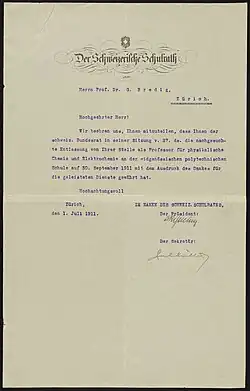 Der Schweizerische Schulrath
Herrn Prof. Dr. G. Bredig,
Zürich.
Hochgeehrter Herr!
Wir beehren uns, Ihnen mitzuteilen, dass Ihnen der
schweiz. Bundesrat in seiner Sitzung v. 27. ds. die nachgesuch-
te Entlassung von Ihrer Stelle als Professor für physikalische
Chemie und Elektrochemie an der eidgenössischen polytechnischen
Schule auf 30. September 1911 mit dem Ausdruck des Dankes für
die geleisteten Dienste gewährt hat.
Hochachtungsvoll
Zürich,
den 1. Juli 1911.
IM NAMEN DES SCHWEIZ. SCHULRATES,
Der Präsident:
Der Sekretär: